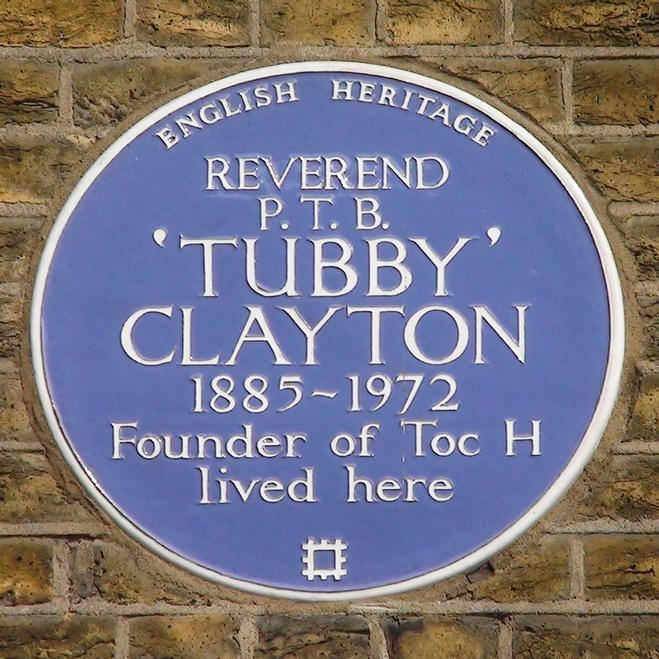 ENGLISH HERITAGE
REVEREND
P. T. B.
‘TUBBY’
CLAYTON
1885~1972
Founder of Toc H
lived here